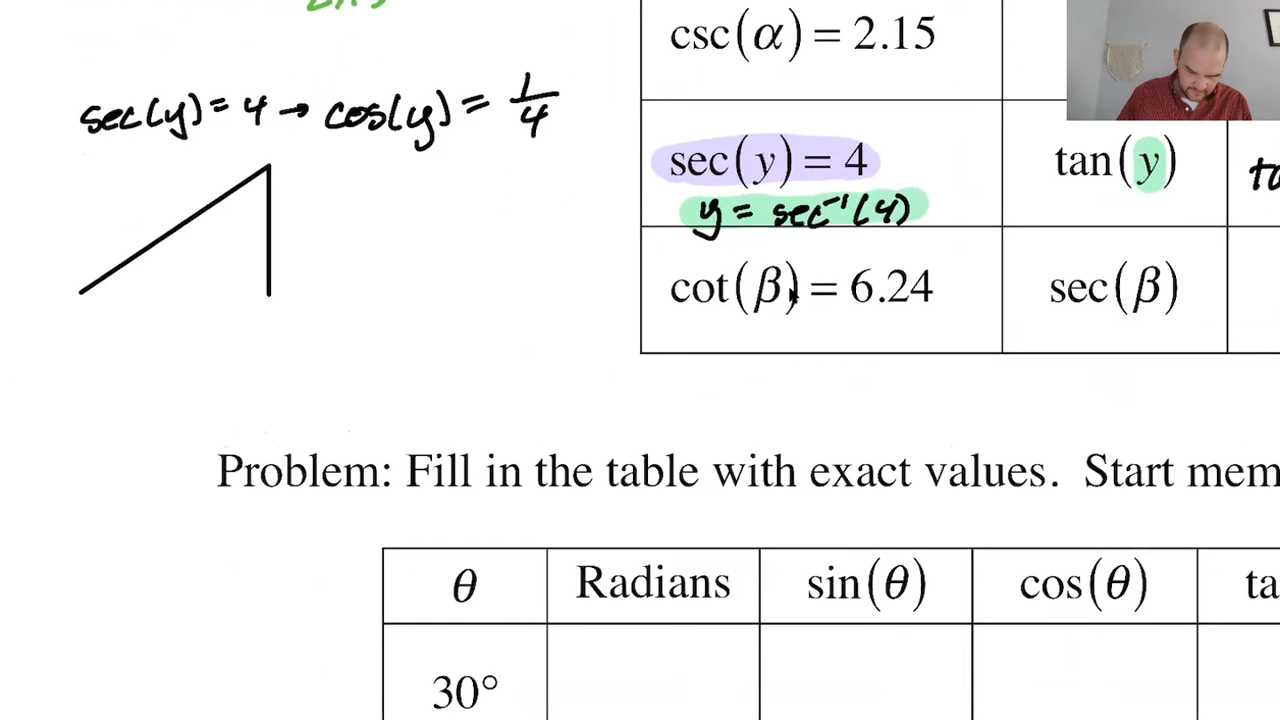 sec(y) = 4 → cos(y) = 1/4
csc(α) = 2.15
sec(y) = 4
y = sec⁻¹(4)
tan(y)
cot(β) = 6.24
sec(β)
Problem: Fill in the table with exact values. Start mem
θ
Radians
sin(θ)
cos(θ)
ta
30°